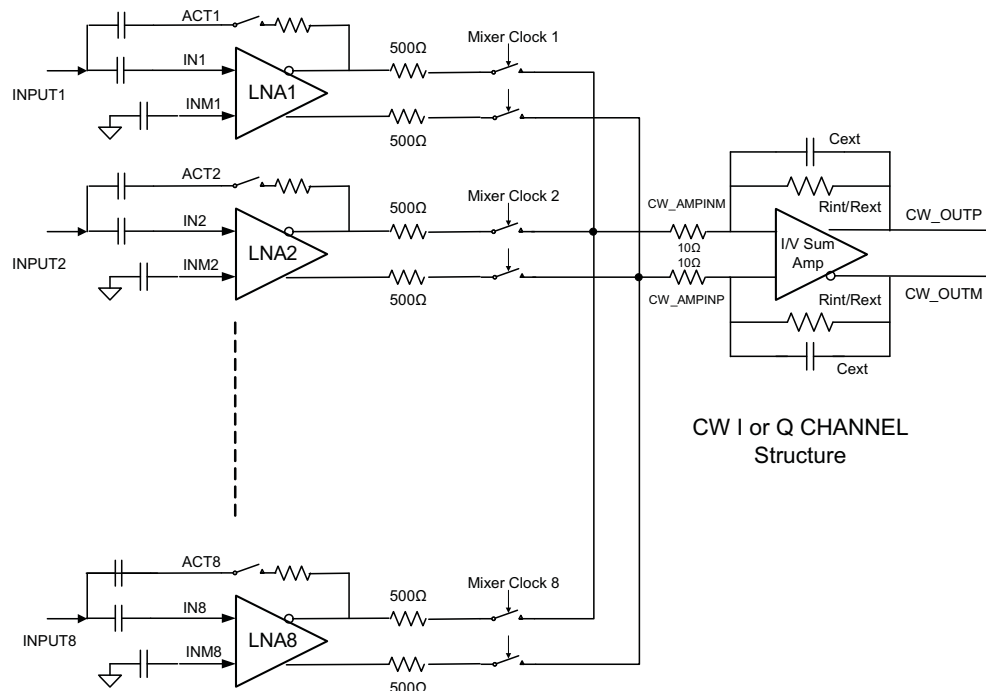 ACT1
500Ω
Mixer Clock 1
INPUT1
IN1
LNA1
INM1
500Ω
ACT2
500Ω
Mixer Clock 2
INPUT2
IN2
LNA2
INM2
500Ω
Cext
Rint/Rext
CW_AMPINM
10Ω
10Ω
CW_AMPINP
I/V Sum
Amp
CW_OUTP
CW_OUTM
Rint/Rext
Cext
CW I or Q CHANNEL
Structure
ACT8
500Ω
Mixer Clock 8
INPUT8
IN8
LNA8
INM8
500Ω